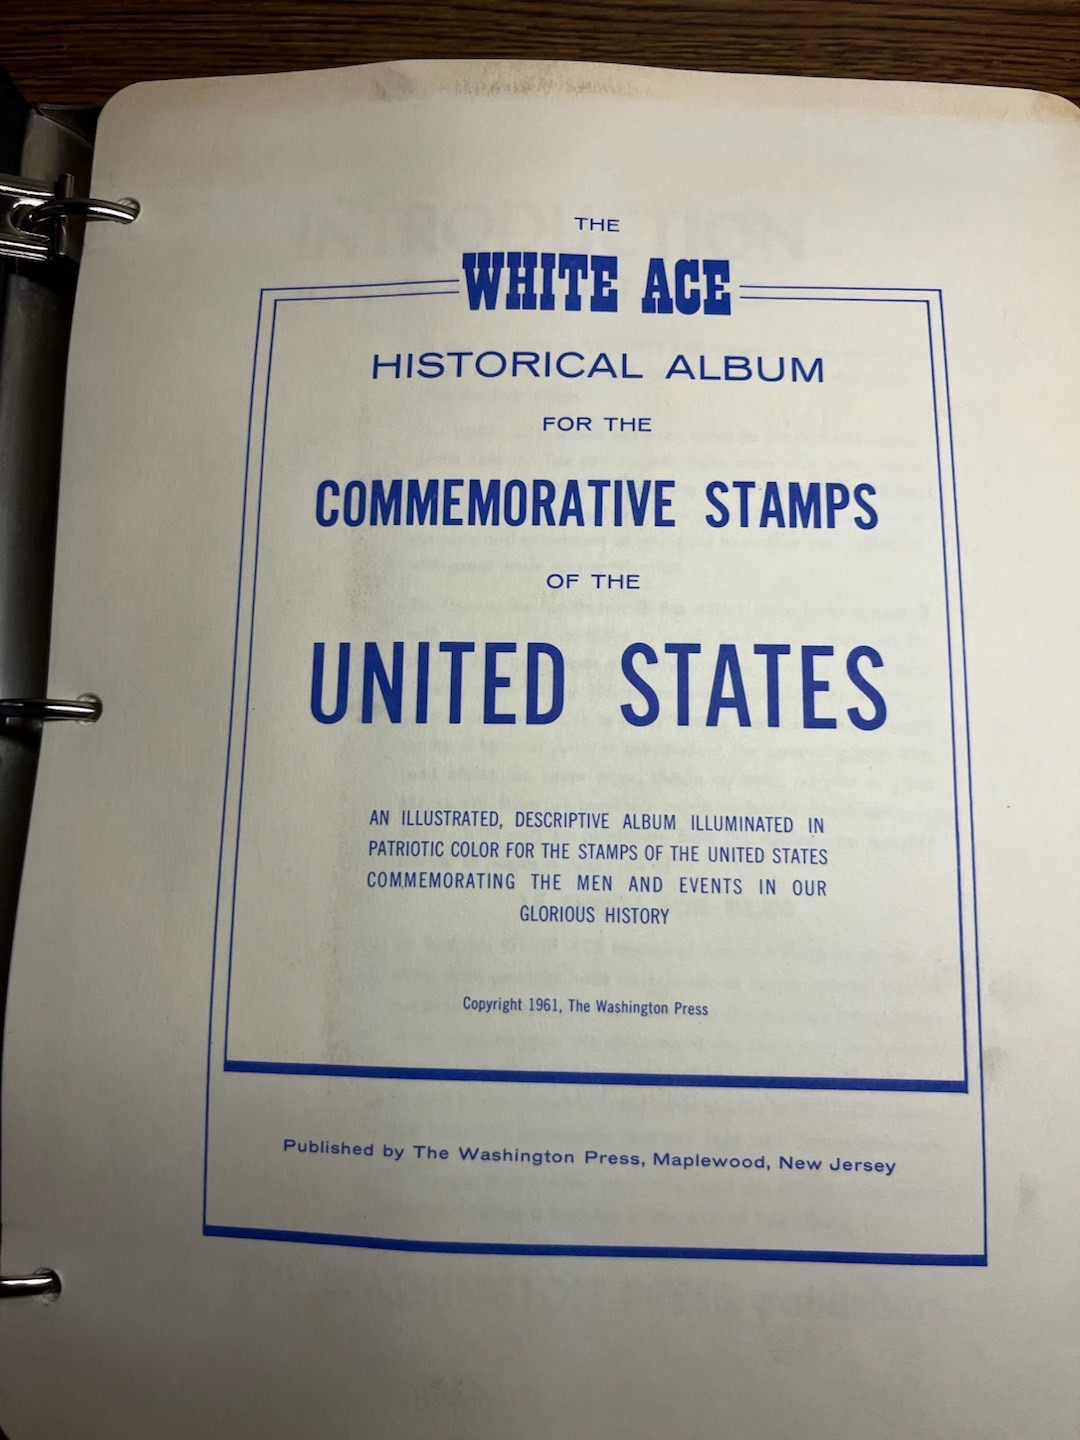 THE
WHITE ACE
HISTORICAL ALBUM
FOR THE
COMMEMORATIVE STAMPS
OF THE
UNITED STATES
AN ILLUSTRATED, DESCRIPTIVE ALBUM ILLUMINATED IN
PATRIOTIC COLOR FOR THE STAMPS OF THE UNITED STATES
COMMEMORATING THE MEN AND EVENTS IN OUR
GLORIOUS HISTORY
Copyright 1961, The Washington Press
Published by The Washington Press, Maplewood, New Jersey